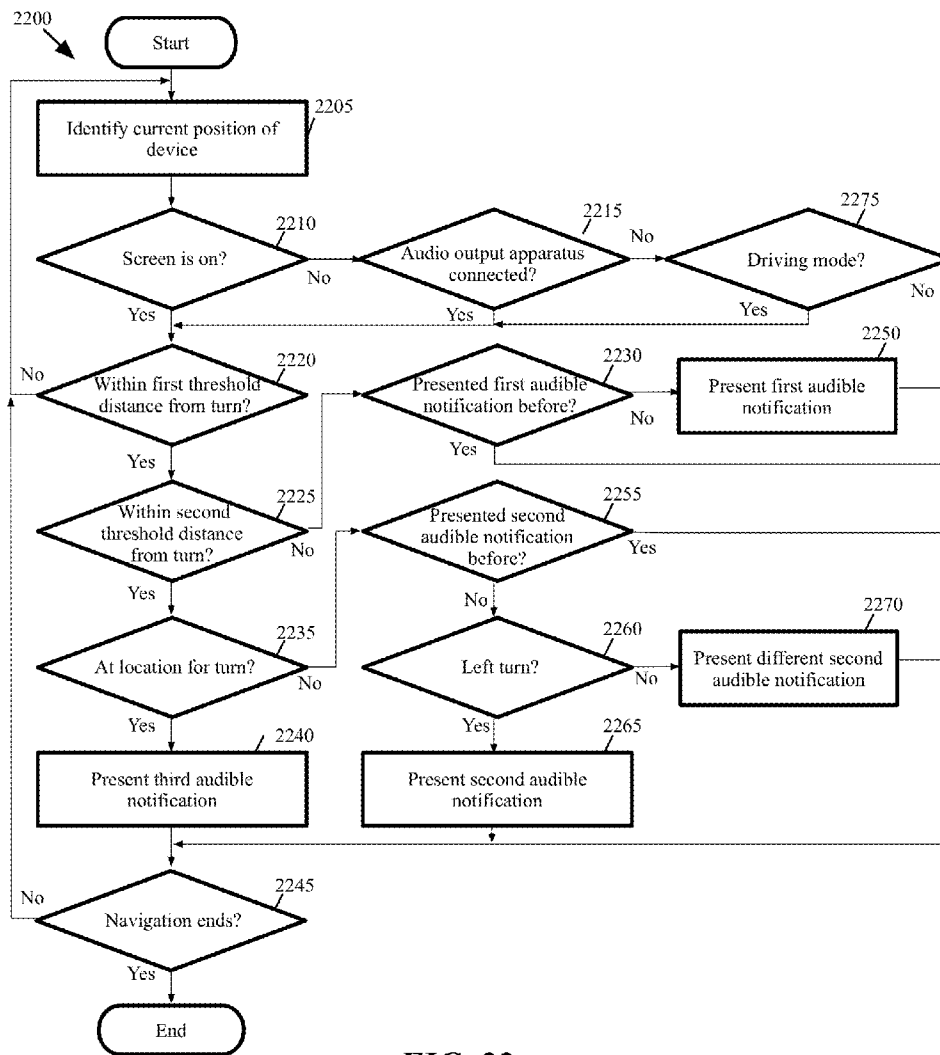 2200
Start
2205
Identify current position of
device
2210
Screen is on?
No
Yes
2215
Audio output apparatus
connected?
No
Yes
2275
Driving mode?
No
Yes
2220
Within first threshold
distance from turn?
No
Yes
2230
Presented first audible
notification before?
No
Yes
2250
Present first audible
notification
2225
Within second
threshold distance
from turn?
No
Yes
2255
Presented second
audible notification
before?
Yes
No
2235
At location for turn?
No
Yes
2260
Left turn?
No
Yes
2270
Present different second
audible notification
2240
Present third audible
notification
2265
Present second audible
notification
2245
Navigation ends?
No
Yes
End